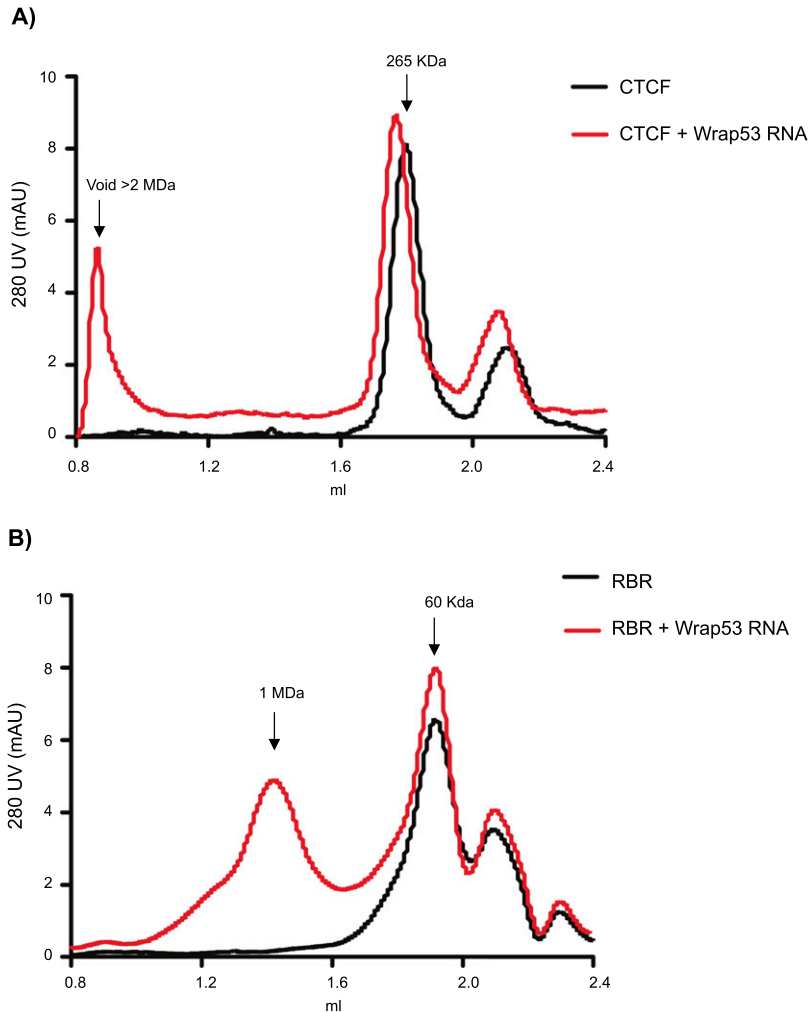 A)
265 KDa
CTCF
CTCF + Wrap53 RNA
Void >2 MDa
280 UV (mAU)
10
8
6
4
2
0
0.8 1.2 1.6 2.0 2.4
ml
B)
RBR
RBR + Wrap53 RNA
60 Kda
1 MDa
280 UV (mAU)
10
8
6
4
2
0
0.8 1.2 1.6 2.0 2.4
ml